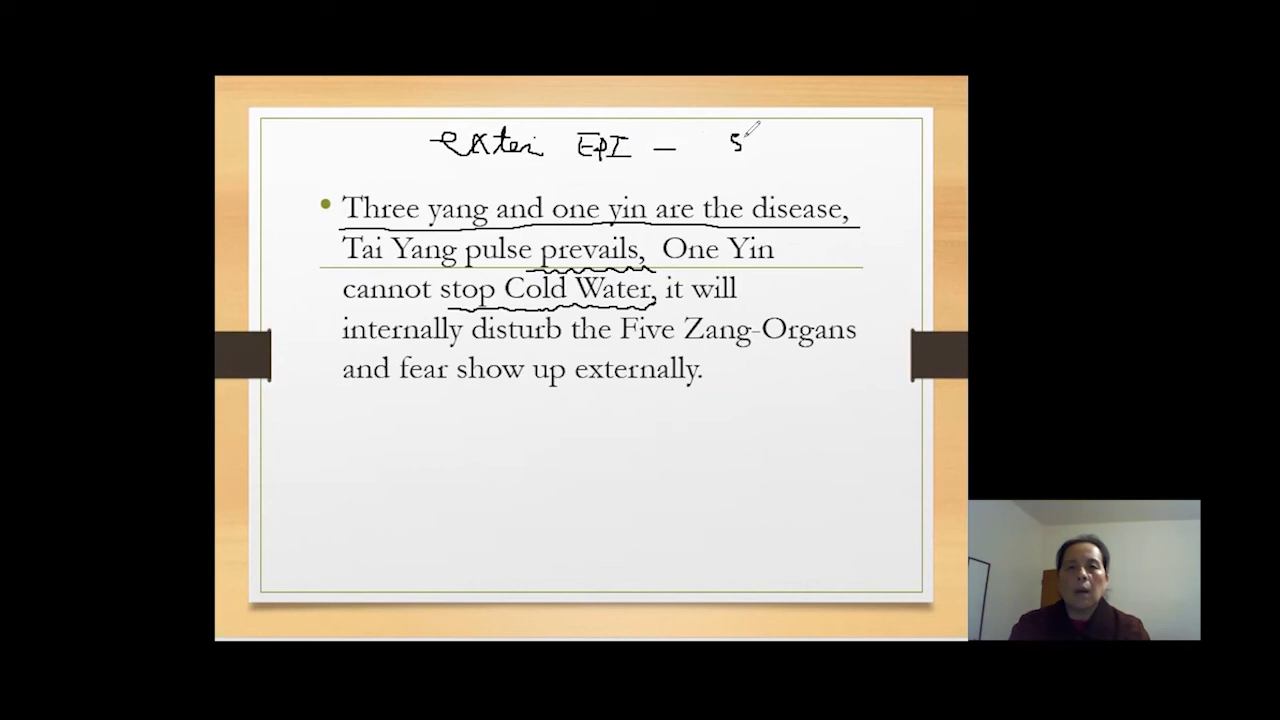 exter EPI — 5
• Three yang and one yin are the disease,
Tai Yang pulse prevails, One Yin
cannot stop Cold Water, it will
internally disturb the Five Zang-Organs
and fear show up externally.